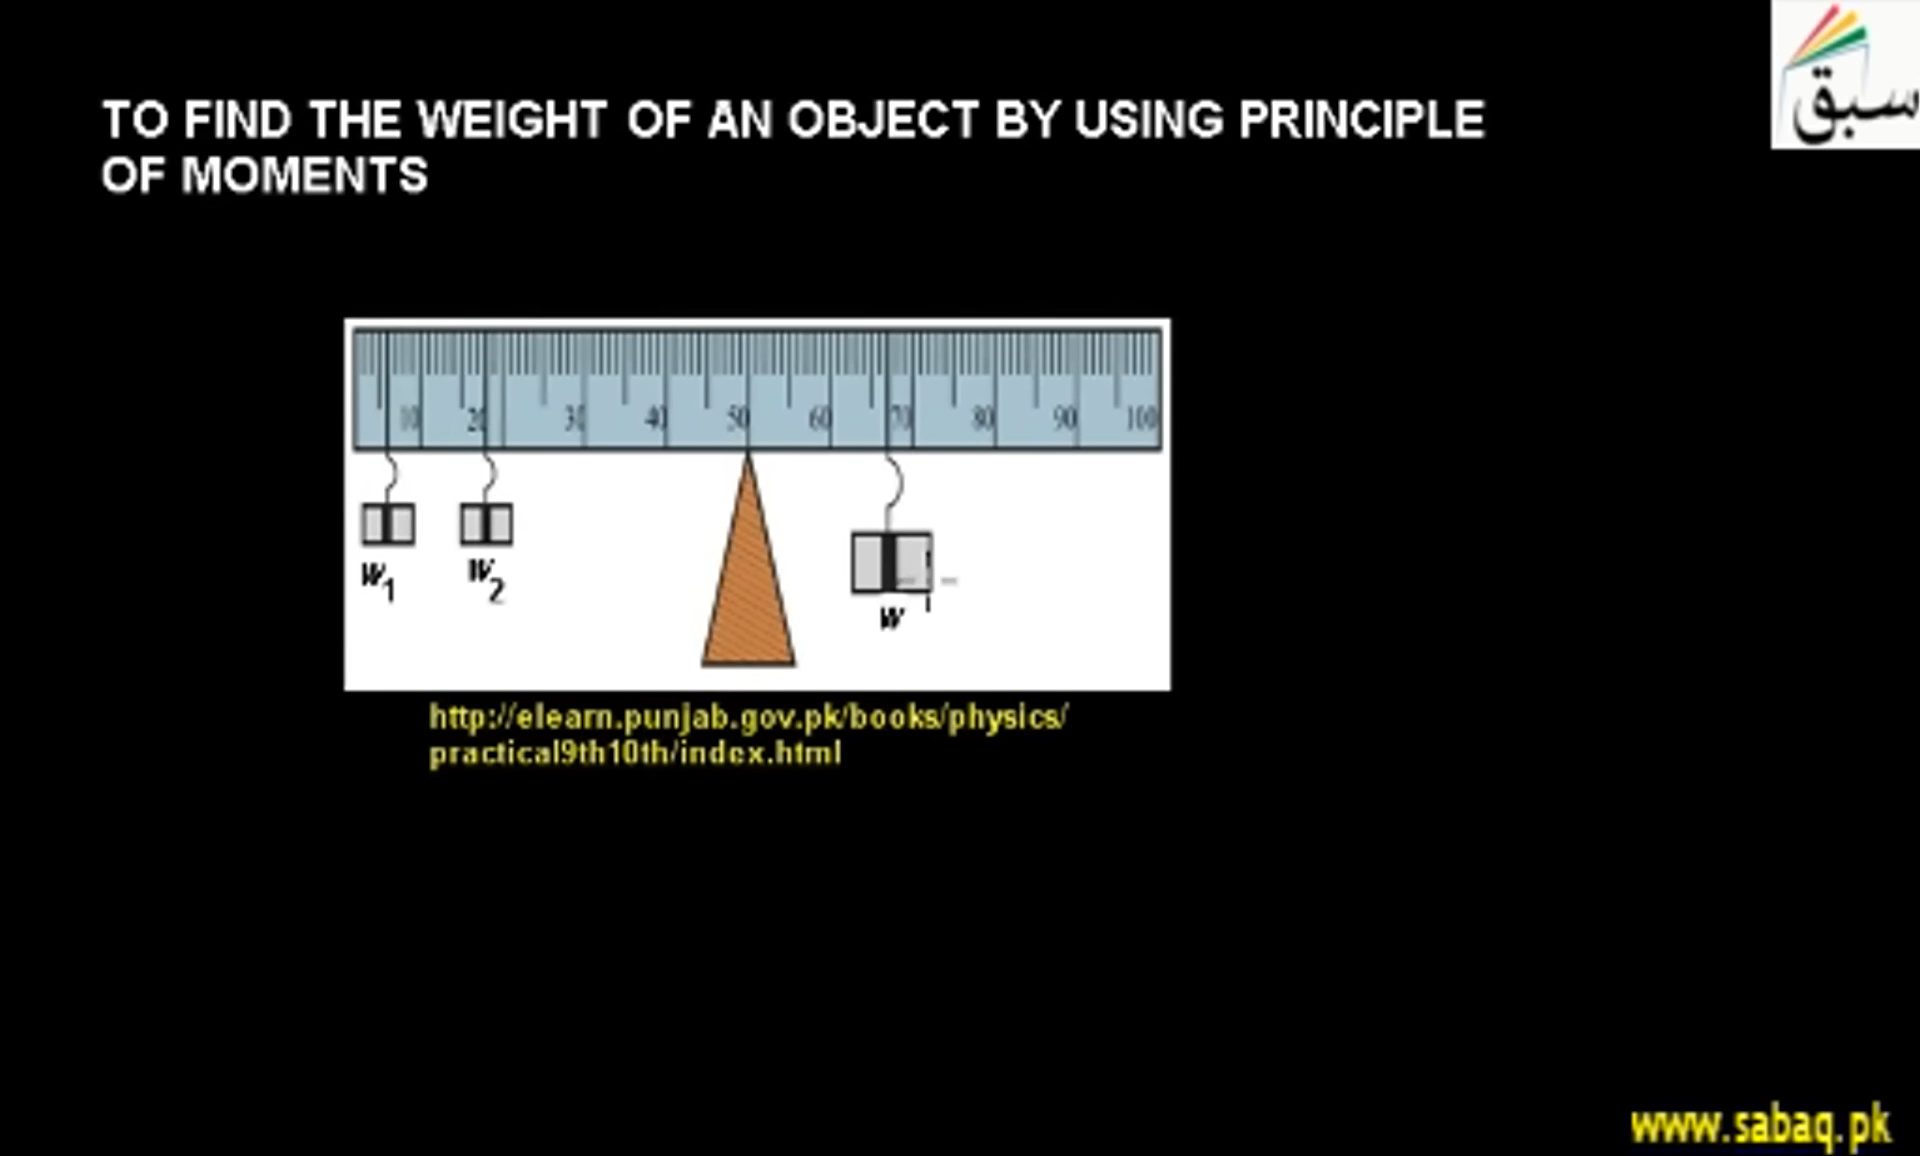 سبق
TO FIND THE WEIGHT OF AN OBJECT BY USING PRINCIPLE
OF MOMENTS
10 20 30 40 50 60 70 80 90 100
w1 w2 w
http://elearn.punjab.gov.pk/books/physics/
practical9th10th/index.html
www.sabaq.pk